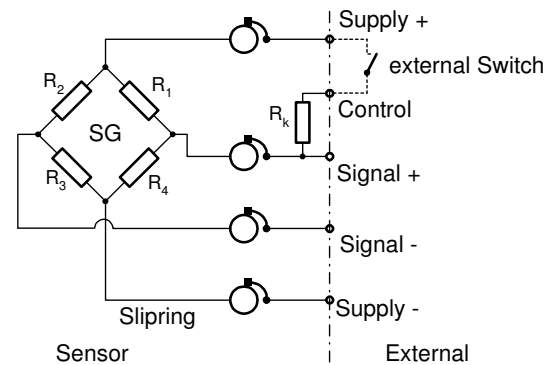 Supply +
external Switch
R2
R1
Control
Rk
SG
R3
R4
Signal +
Signal -
Slipring
Supply -
Sensor
External